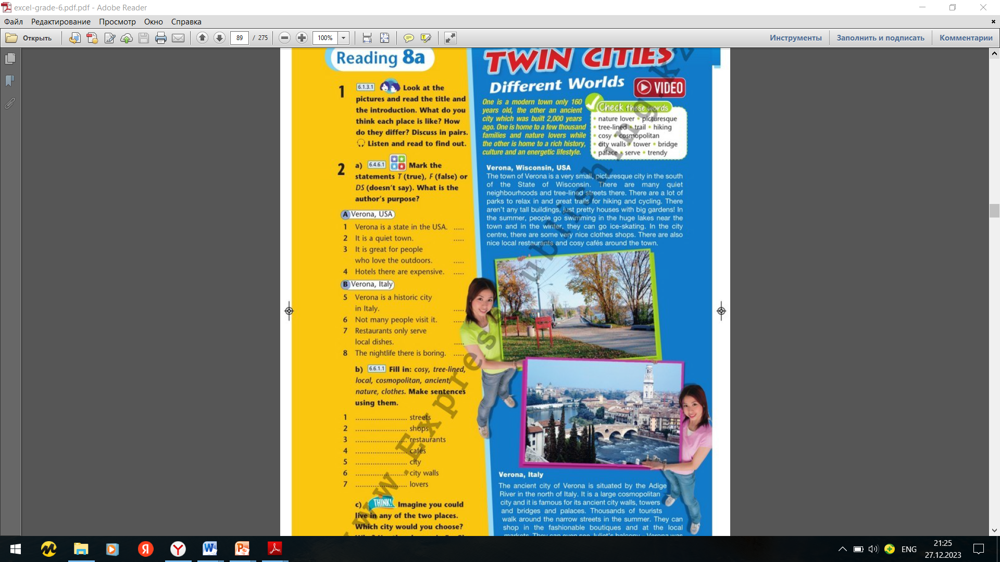 excel-grade-6.pdf.pdf - Adobe Reader
Файл Редактирование Просмотр Окно Справка
Открыть 89 / 275 100% Инструменты Заполнить и подписать Комментарии
Reading 8a
1 6.1.3.1 Look at the
pictures and read the title and
the introduction. What do you
think each place is like? How
do they differ? Discuss in pairs.
Listen and read to find out.
2 a) 6.4.6.1 Mark the
statements T (true), F (false) or
DS (doesn't say). What is the
author's purpose?
A Verona, USA
1 Verona is a state in the USA. .....
2 It is a quiet town. .....
3 It is great for people
who love the outdoors. .....
4 Hotels there are expensive. .....
B Verona, Italy
5 Verona is a historic city
in Italy. .....
6 Not many people visit it. .....
7 Restaurants only serve
local dishes. .....
8 The nightlife there is boring. .....
b) 6.6.1.1 Fill in: cosy, tree-lined,
local, cosmopolitan, ancient,
nature, clothes. Make sentences
using them.
1 ........................ streets
2 ........................ shops
3 ........................ restaurants
4 ........................ cafés
5 ........................ city
6 ........................ city walls
7 ........................ lovers
c) THINK! Imagine you could
live in any of the two places.
Which city would you choose?
TWIN CITIES
Different Worlds
VIDEO
One is a modern town only 160
years old, the other an ancient
city which was built 2,000 years
ago. One is home to a few thousand
families and nature lovers while
the other is home to a rich history,
culture and an energetic lifestyle.
Check these words
• nature lover • picturesque
• tree-lined • trail • hiking
• cosy • cosmopolitan
• city walls • tower • bridge
• palace • serve • trendy
Verona, Wisconsin, USA
The town of Verona is a very small, picturesque city in the south
of the State of Wisconsin. There are many quiet
neighbourhoods and tree-lined streets there. There are a lot of
parks to relax in and great trails for hiking and cycling. There
aren't any tall buildings, just pretty houses with big gardens! In
the summer, people go swimming in the huge lakes near the
town and in the winter, they can go ice-skating. In the city
centre, there are some very nice clothes shops. There are also
nice local restaurants and cosy cafés around the town.
Verona, Italy
The ancient city of Verona is situated by the Adige
River in the north of Italy. It is a large cosmopolitan
city and it is famous for its ancient city walls, towers
and bridges and palaces. Thousands of tourists
walk around the narrow streets in the summer. They can
shop in the fashionable boutiques and at the local
markets. They can even see Juliet's balcony – Verona was
ENG
21:25
27.12.2023